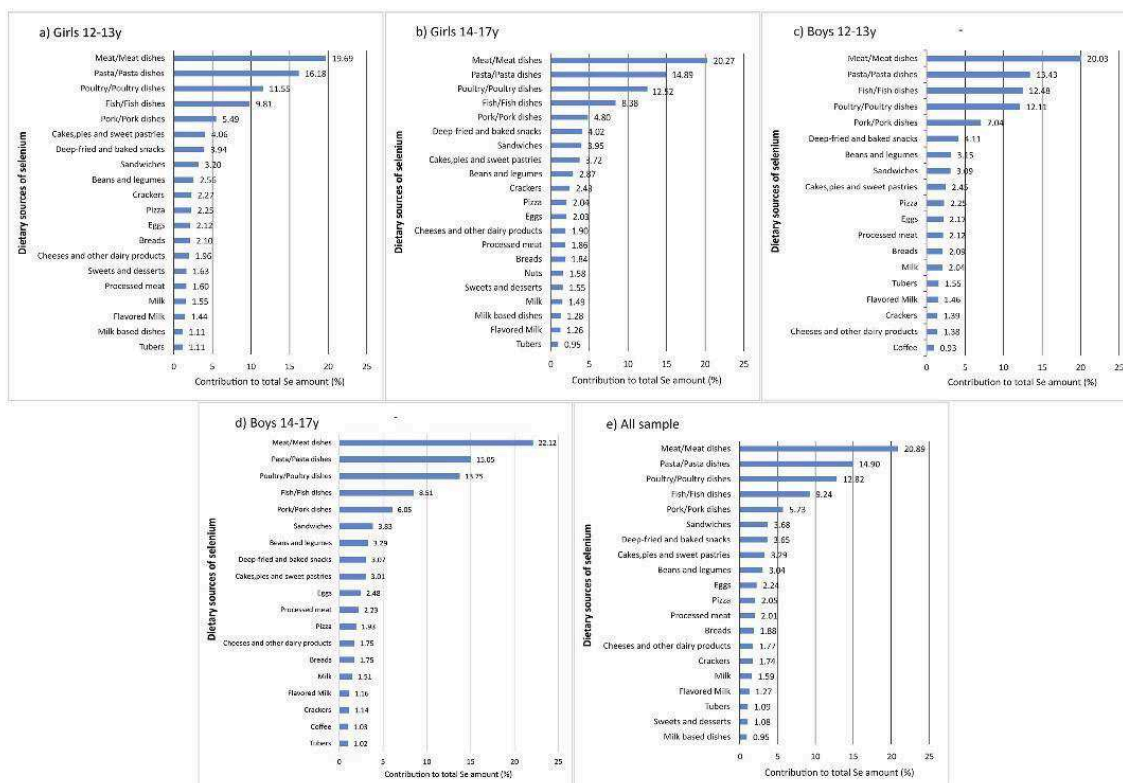 a) Girls 12-13y
Dietary sources of selenium
Meat/Meat dishes 19.69
Pasta/Pasta dishes 16.18
Poultry/Poultry dishes 11.55
Fish/Fish dishes 9.81
Pork/Pork dishes 5.49
Cakes,pies and sweet pastries 4.06
Deep-fried and baked snacks 3.94
Sandwiches 3.20
Beans and legumes 2.56
Crackers 2.27
Pizza 2.25
Eggs 2.12
Breads 2.10
Cheeses and other dairy products 1.96
Sweets and desserts 1.63
Processed meat 1.60
Milk 1.55
Flavored Milk 1.44
Milk based dishes 1.11
Tubers 1.11
0 5 10 15 20 25
Contribution to total Se amount (%)
b) Girls 14-17y
Dietary sources of selenium
Meat/Meat dishes 20.27
Pasta/Pasta dishes 14.89
Poultry/Poultry dishes 12.52
Fish/Fish dishes 8.38
Pork/Pork dishes 4.80
Deep-fried and baked snacks 4.02
Sandwiches 3.95
Cakes,pies and sweet pastries 3.72
Beans and legumes 2.87
Crackers 2.43
Pizza 2.04
Eggs 2.03
Cheeses and other dairy products 1.90
Processed meat 1.86
Breads 1.84
Nuts 1.58
Sweets and desserts 1.55
Milk 1.49
Milk based dishes 1.28
Flavored Milk 1.26
Tubers 0.95
0 5 10 15 20 25
Contribution to total Se amount (%)
c) Boys 12-13y -
Dietary sources of selenium
Meat/Meat dishes 20.03
Pasta/Pasta dishes 13.43
Fish/Fish dishes 12.48
Poultry/Poultry dishes 12.11
Pork/Pork dishes 7.04
Deep-fried and baked snacks 4.11
Beans and legumes 3.15
Sandwiches 3.09
Cakes,pies and sweet pastries 2.45
Pizza 2.25
Eggs 2.17
Processed meat 2.12
Breads 2.09
Milk 2.04
Tubers 1.55
Flavored Milk 1.46
Crackers 1.39
Cheeses and other dairy products 1.38
Coffee 0.93
0 5 10 15 20 25
Contribution to total Se amount (%)
d) Boys 14-17y -
Dietary sources of selenium
Meat/Meat dishes 22.12
Pasta/Pasta dishes 15.05
Poultry/Poultry dishes 13.75
Fish/Fish dishes 8.51
Pork/Pork dishes 6.05
Sandwiches 3.83
Beans and legumes 3.29
Deep-fried and baked snacks 3.07
Cakes,pies and sweet pastries 3.01
Eggs 2.48
Processed meat 2.23
Pizza 1.93
Cheeses and other dairy products 1.75
Breads 1.75
Milk 1.51
Flavored Milk 1.16
Crackers 1.14
Coffee 1.03
Tubers 1.02
0 5 10 15 20 25
Contribution to total Se amount (%)
e) All sample
Dietary sources of selenium
Meat/Meat dishes 20.89
Pasta/Pasta dishes 14.90
Poultry/Poultry dishes 12.82
Fish/Fish dishes 9.24
Pork/Pork dishes 5.73
Sandwiches 3.68
Deep-fried and baked snacks 3.65
Cakes,pies and sweet pastries 3.29
Beans and legumes 3.04
Eggs 2.24
Pizza 2.05
Processed meat 2.01
Breads 1.88
Cheeses and other dairy products 1.77
Crackers 1.74
Milk 1.59
Flavored Milk 1.27
Tubers 1.09
Sweets and desserts 1.08
Milk based dishes 0.95
0 5 10 15 20 25
Contribution to total Se amount (%)